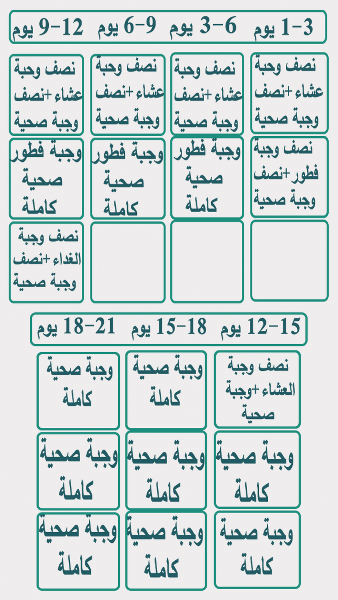 1-3 يوم
3-6 يوم
6-9 يوم
9-12 يوم
نصف وجبة
عشاء +نصف
وجبة صحية
نصف وحبة
عشاء +نصف
وجبة صحية
نصف وحبة
عشاء +نصف
وجبة صحية
نصف وحبة
عشاء +نصف
وجبة صحية
نصف وجبة
فطور +نصف
وجبة صحية
وجبة فطور
صحية
كاملة
وجبة فطور
صحية
كاملة
وجبة فطور
صحية
كاملة
نصف وجبة
الغداء +نصف
وجبة صحية
12-15 يوم
15-18 يوم
18-21 يوم
نصف وجبة
العشاء +وجبة
صحية
وجبة صحية
كاملة
وجبة صحية
كاملة
وجبة صحية
كاملة
وجبة صحية
كاملة
وجبة صحية
كاملة
وجبة صحية
كاملة
وجبة صحية
كاملة
وجبة صحية
كاملة